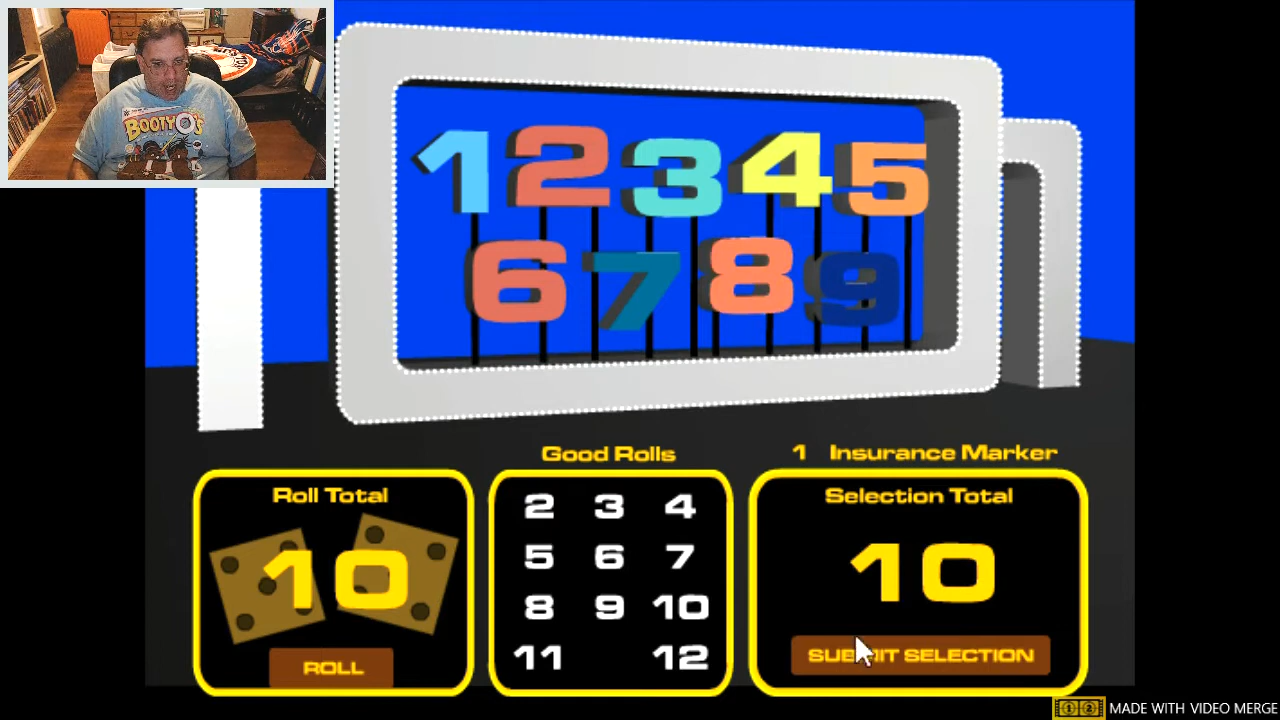 BOOTYO'S
1 2 3 4 5
6 7 8 9
Good Rolls
1 Insurance Marker
Roll Total
10
ROLL
2 3 4
5 6 7
8 9 10
11 12
Selection Total
10
SUBMIT SELECTION
MADE WITH VIDEO MERGE